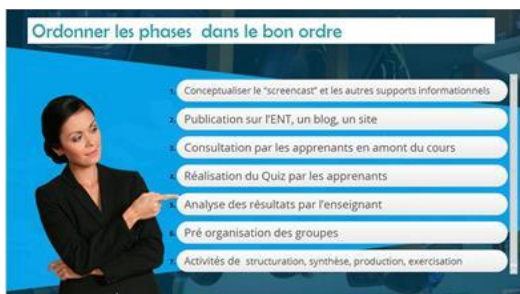 Ordonner les phases dans le bon ordre
1. Conceptualiser le "screencast" et les autres supports informationnels
2. Publication sur l'ENT, un blog, un site
3. Consultation par les apprenants en amont du cours
4. Réalisation du Quiz par les apprenants
5. Analyse des résultats par l'enseignant
6. Pré organisation des groupes
7. Activités de structuration, synthèse, production, exercisation